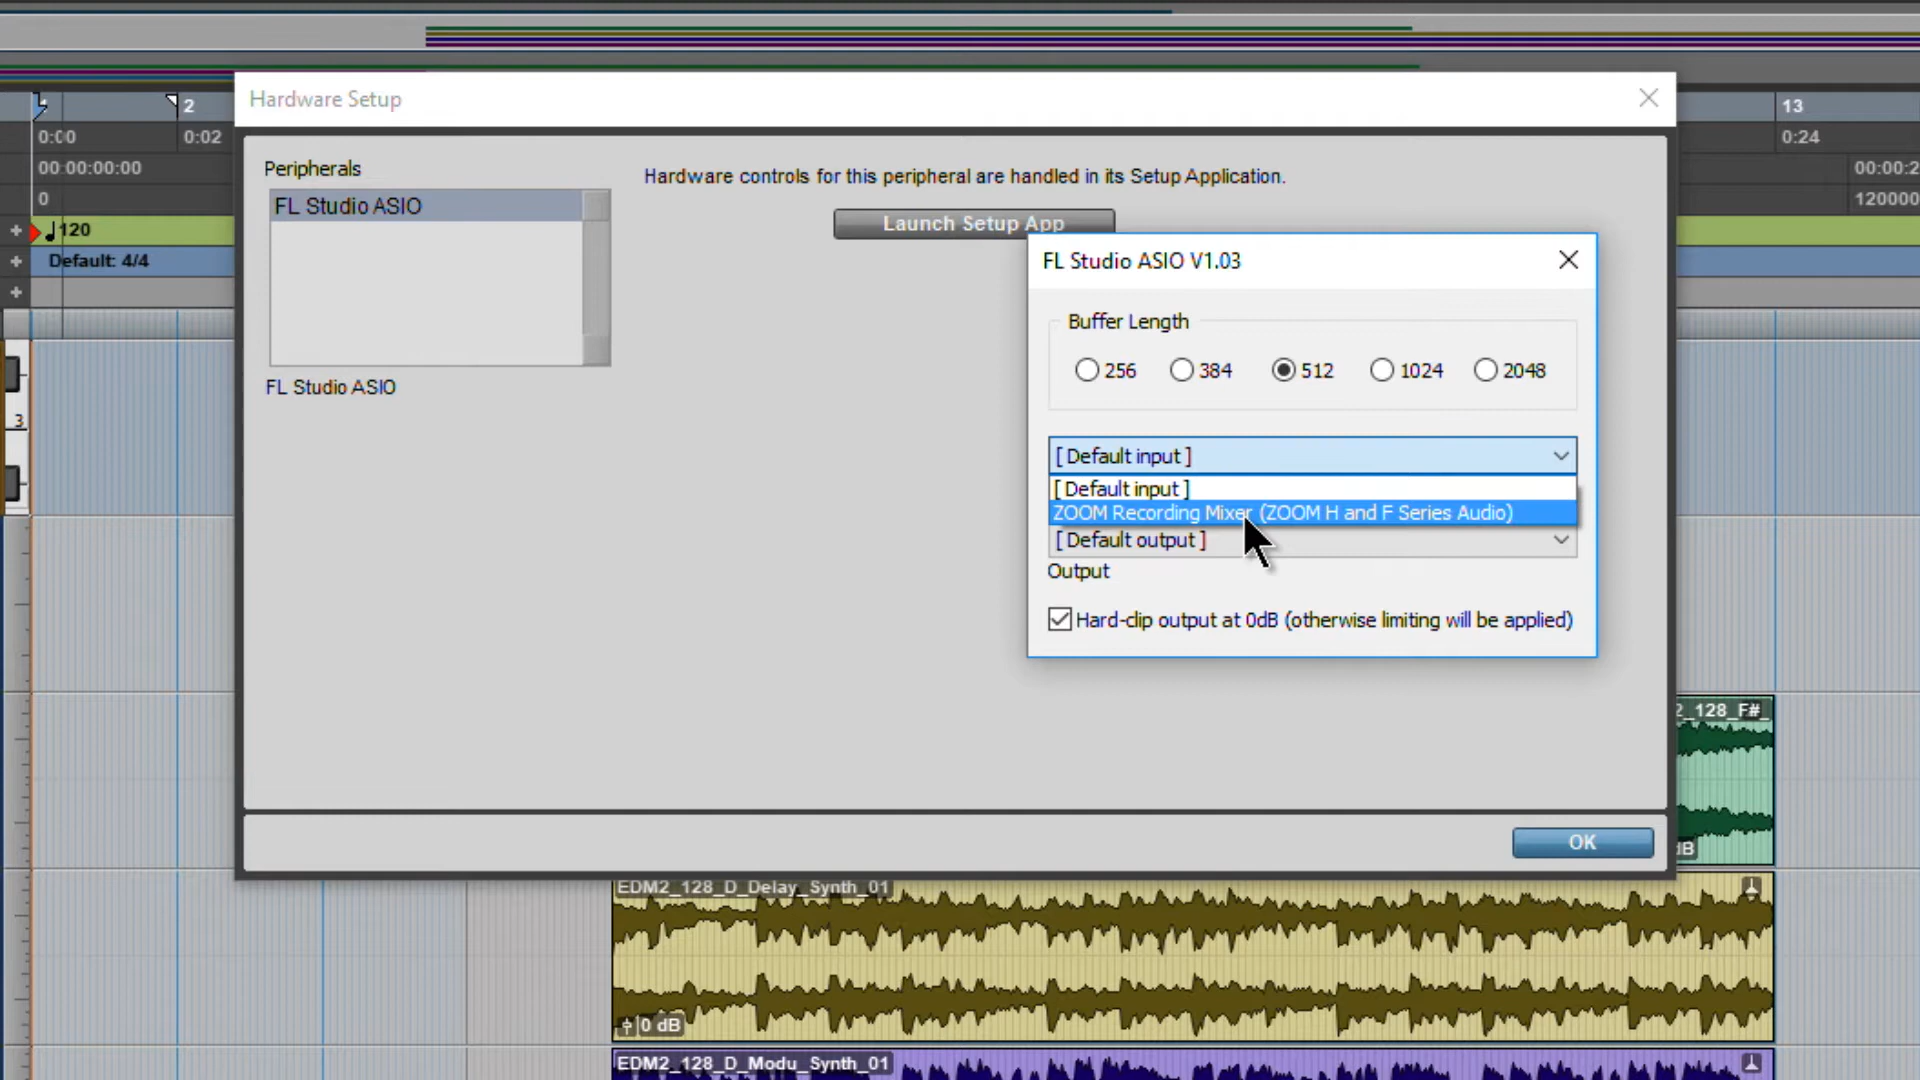 2
13
0:00
0:02
0:24
00:00:00:00
00:00:2
0
120000
120
Default: 4/4
3
Hardware Setup
Peripherals
FL Studio ASIO
FL Studio ASIO
Hardware controls for this peripheral are handled in its Setup Application.
Launch Setup App
FL Studio ASIO V1.03
Buffer Length
256 384 512 1024 2048
[ Default input ]
[ Default input ]
ZOOM Recording Mixer (ZOOM H and F Series Audio)
[ Default output ]
Output
Hard-clip output at 0dB (otherwise limiting will be applied)
OK
2_128_F#_
dB
EDM2_128_D_Delay_Synth_01
0 dB
EDM2_128_D_Modu_Synth_01